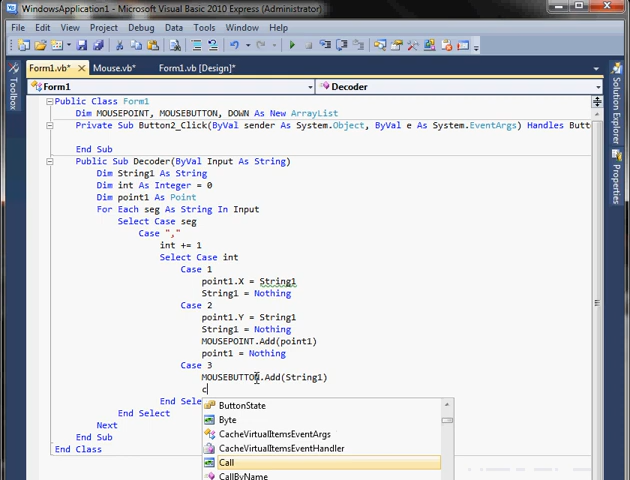 WindowsApplication1 - Microsoft Visual Basic 2010 Express (Administrator)
File Edit View Project Debug Data Tools Window Help
Form1.vb* Mouse.vb* Form1.vb [Design]*
Form1 Decoder
Toolbox
Solution Explorer
Properties
Public Class Form1
Dim MOUSEPOINT, MOUSEBUTTON, DOWN As New ArrayList
Private Sub Button2_Click(ByVal sender As System.Object, ByVal e As System.EventArgs) Handles Butt
End Sub
Public Sub Decoder(ByVal Input As String)
Dim String1 As String
Dim int As Integer = 0
Dim point1 As Point
For Each seg As String In Input
Select Case seg
Case ","
int += 1
Select Case int
Case 1
point1.X = String1
String1 = Nothing
Case 2
point1.Y = String1
String1 = Nothing
MOUSEPOINT.Add(point1)
point1 = Nothing
Case 3
MOUSEBUTTON.Add(String1)
c
End Sele
End Select
Next
End Sub
End Class
ButtonState
Byte
CacheVirtualItemsEventArgs
CacheVirtualItemsEventHandler
Call
CallByName